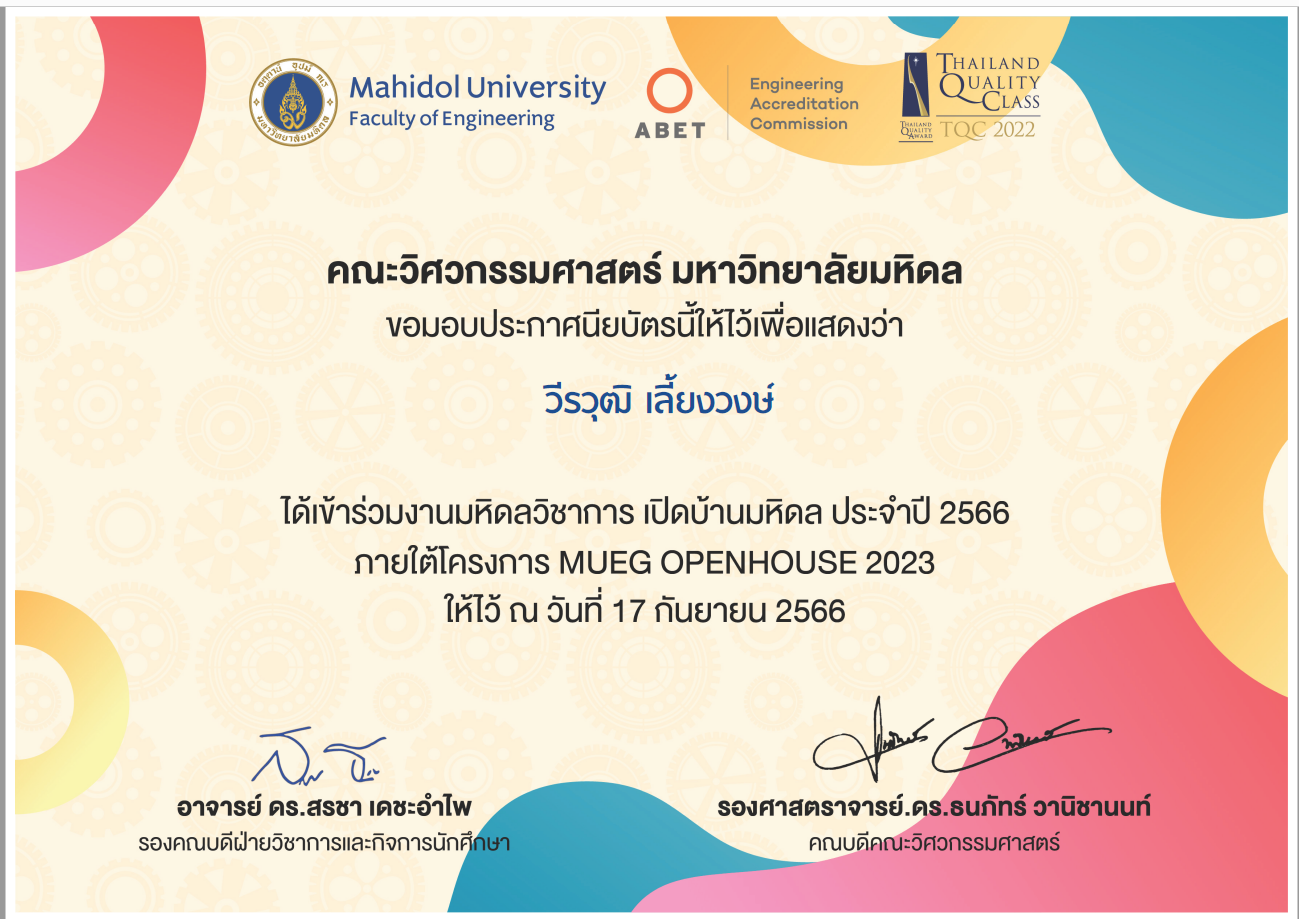 Mahidol University
Faculty of Engineering
ABET
Engineering
Accreditation
Commission
THAILAND
QUALITY
CLASS
THAILAND
QUALITY
AWARD
TQC 2022
คณะวิศวกรรมศาสตร์ มหาวิทยาลัยมหิดล
ขอมอบประกาศนียบัตรนี้ให้ไว้เพื่อแสดงว่า
วีรวุฒิ เลี้ยงวงษ์
ได้เข้าร่วมงานมหิดลวิชาการ เปิดบ้านมหิดล ประจำปี 2566
ภายใต้โครงการ MUEG OPENHOUSE 2023
ให้ไว้ ณ วันที่ 17 กันยายน 2566
อาจารย์ ดร.สรชา เดชะอำไพ
รองคณบดีฝ่ายวิชาการและกิจการนักศึกษา
รองศาสตราจารย์.ดร.ธนภัทร์ วานิชานนท์
คณบดีคณะวิศวกรรมศาสตร์